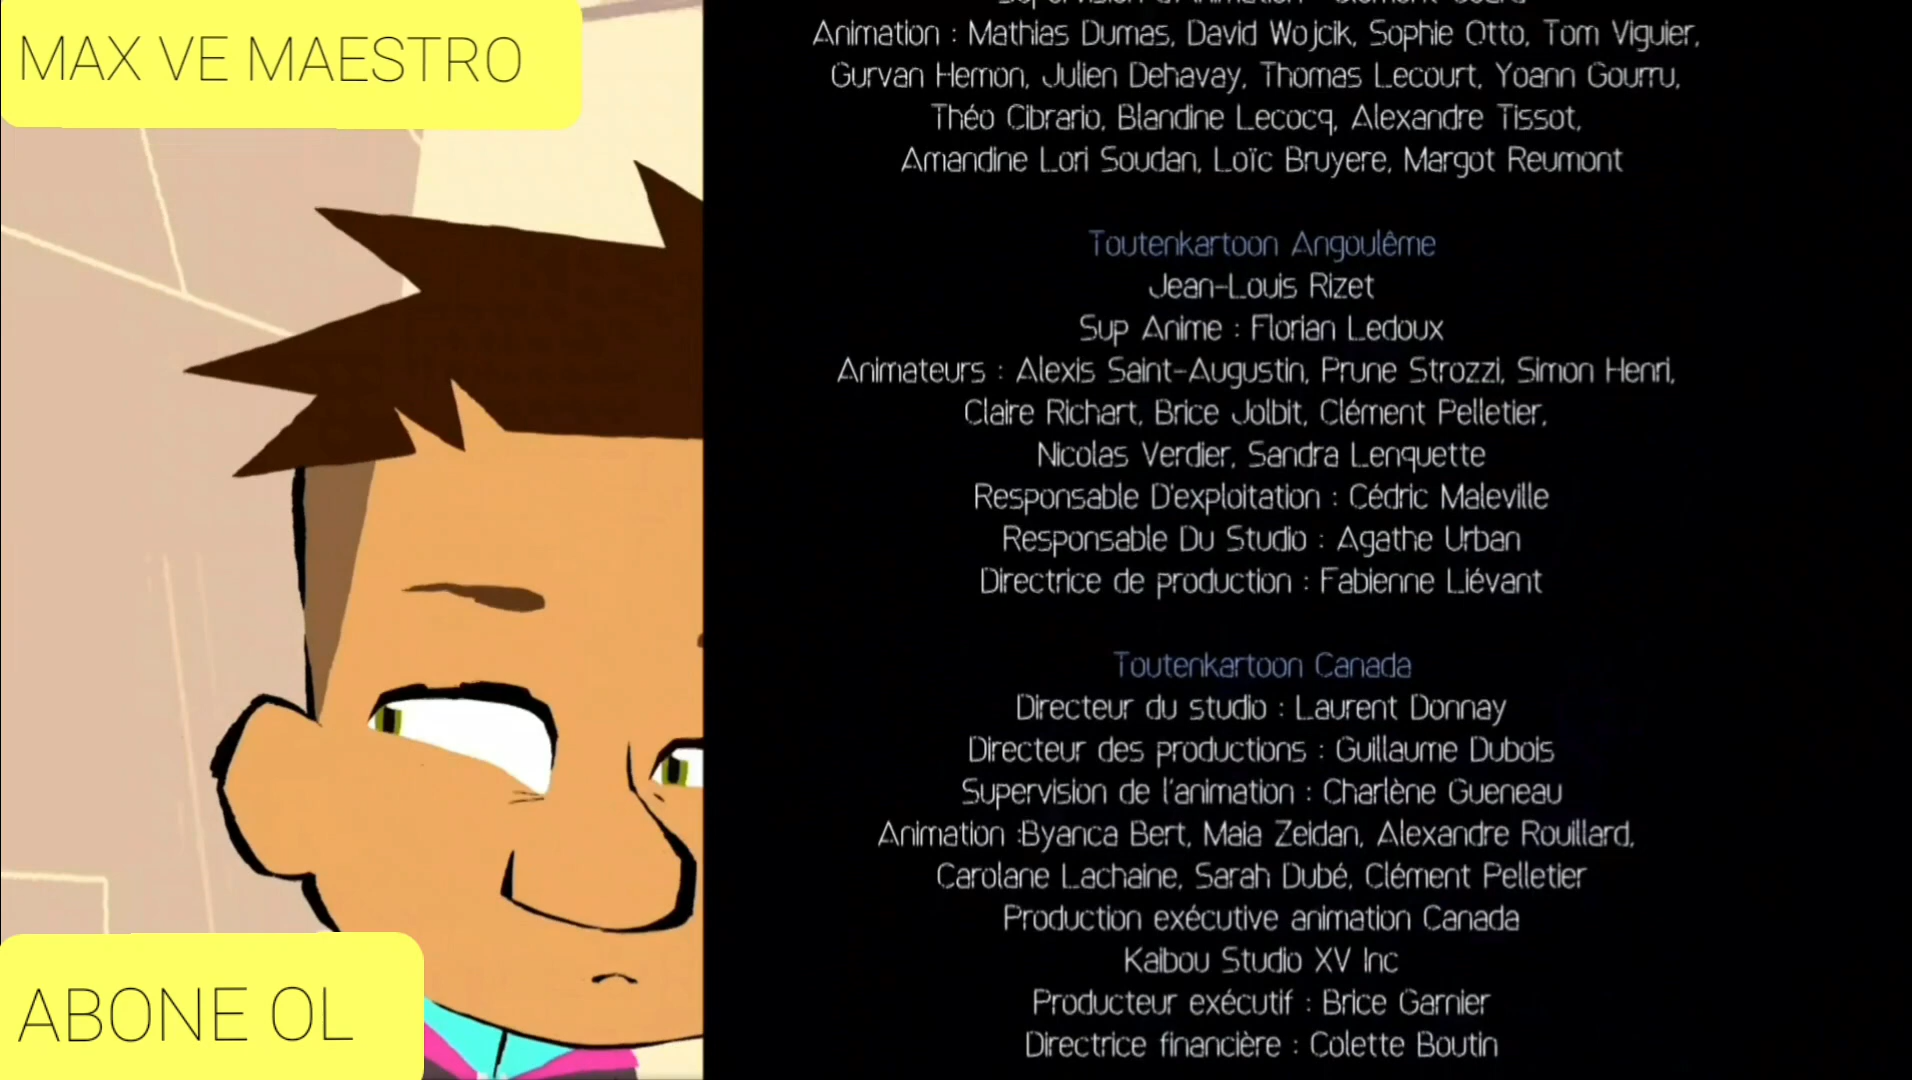 MAX VE MAESTRO
Animation : Mathias Dumas, David Wojcik, Sophie Otto, Tom Viguier,
Gurvan Hemon, Julien Dehavay, Thomas Lecourt, Yoann Gourru,
Théo Cibrario, Blandine Lecocq, Alexandre Tissot,
Amandine Lori Soudan, Loïc Bruyere, Margot Reumont
Toutenkartoon Angoulême
Jean-Louis Rizet
Sup Anime : Florian Ledoux
Animateurs : Alexis Saint-Augustin, Prune Strozzi, Simon Henri,
Claire Richart, Brice Jolbit, Clément Pelletier,
Nicolas Verdier, Sandra Lenquette
Responsable D'exploitation : Cédric Maleville
Responsable Du Studio : Agathe Urban
Directrice de production : Fabienne Liévant
Toutenkartoon Canada
Directeur du studio : Laurent Donnay
Directeur des productions : Guillaume Dubois
Supervision de l'animation : Charlène Gueneau
Animation :Byanca Bert, Maia Zeidan, Alexandre Rouillard,
Carolane Lachaine, Sarah Dubé, Clément Pelletier
Production exécutive animation Canada
Kaibou Studio XV Inc
Producteur exécutif : Brice Garnier
Directrice financière : Colette Boutin
ABONE OL